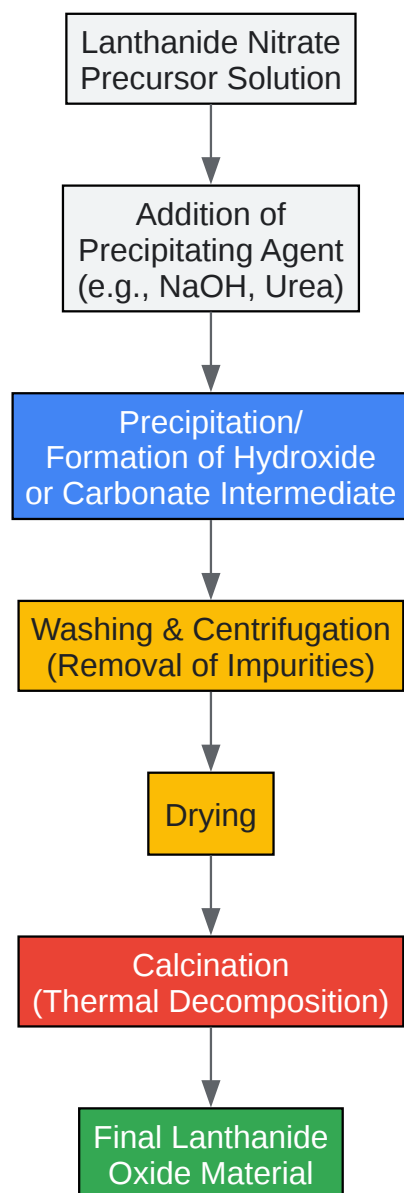 Lanthanide Nitrate
Precursor Solution
Addition of
Precipitating Agent
(e.g., NaOH, Urea)
Precipitation/
Formation of Hydroxide
or Carbonate Intermediate
Washing & Centrifugation
(Removal of Impurities)
Drying
Calcination
(Thermal Decomposition)
Final Lanthanide
Oxide Material